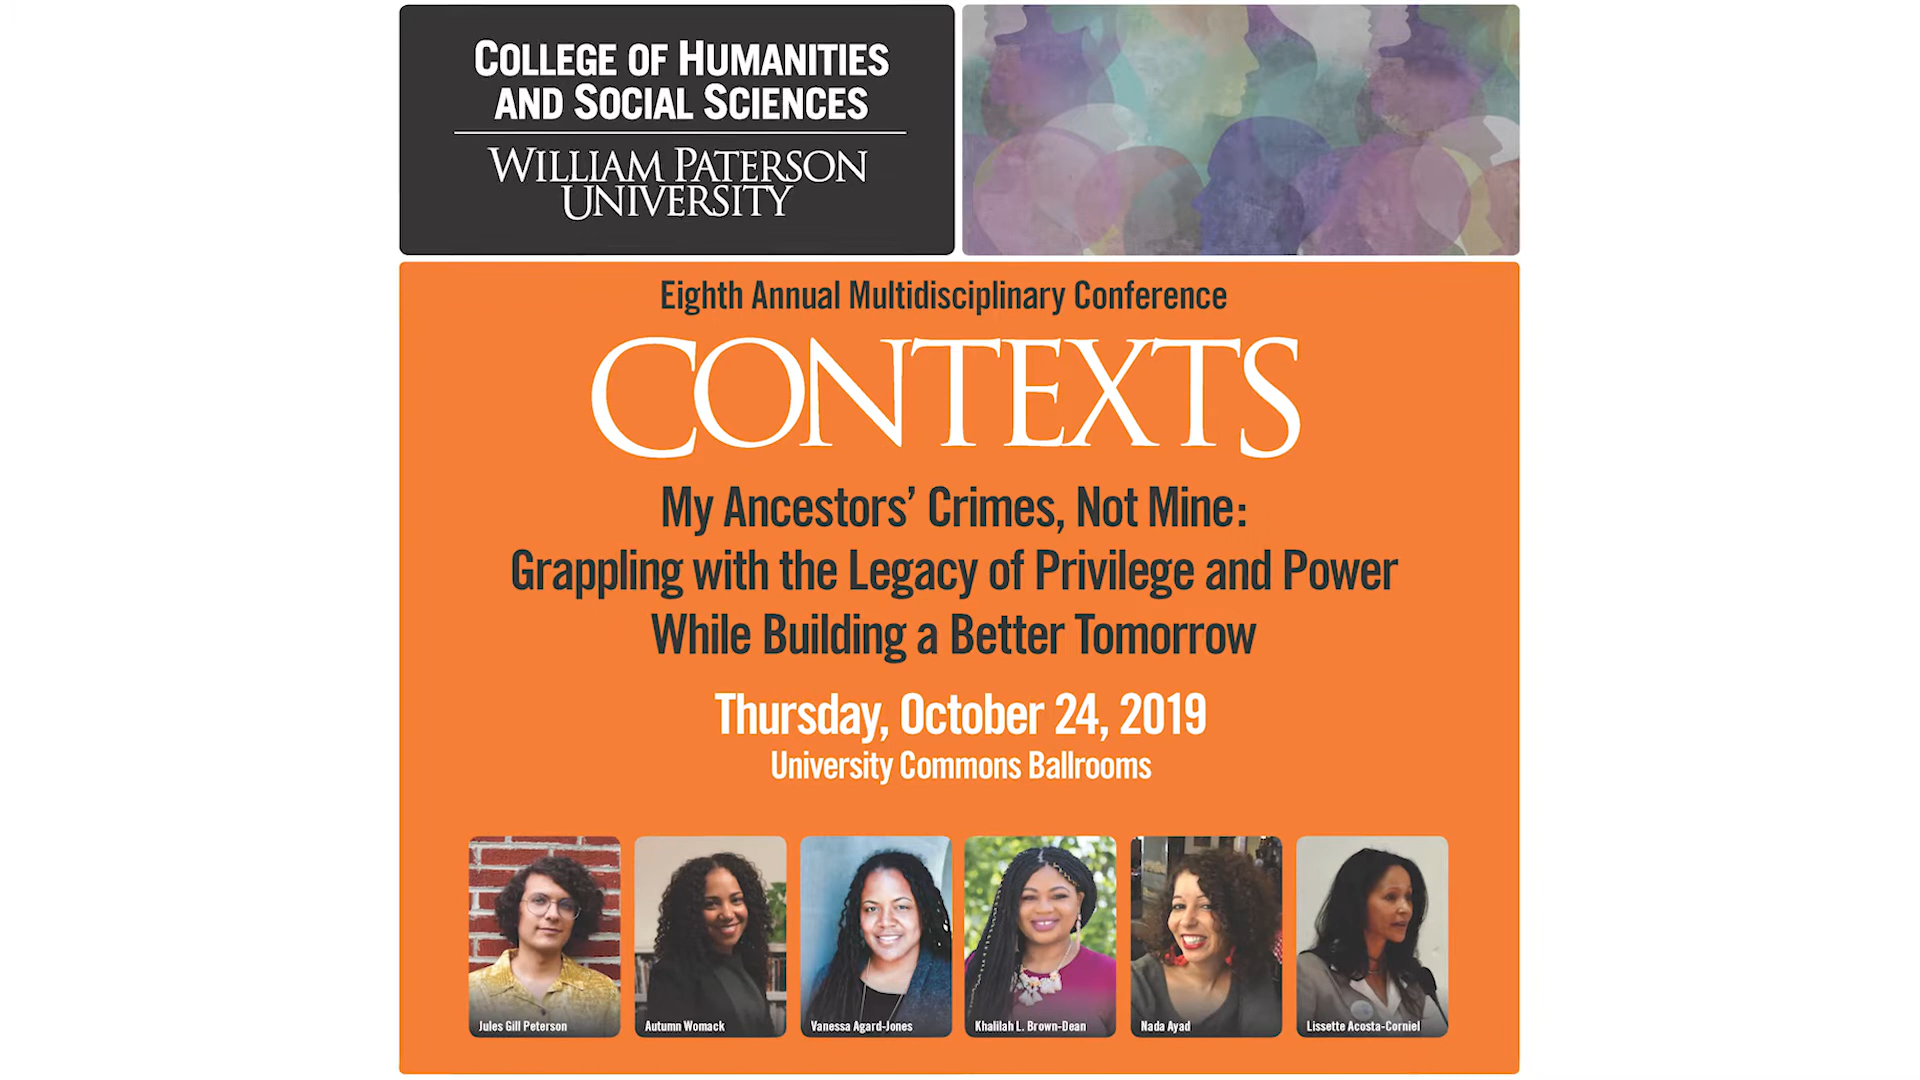 COLLEGE OF HUMANITIES
AND SOCIAL SCIENCES
WILLIAM PATERSON
UNIVERSITY
Eighth Annual Multidisciplinary Conference
CONTEXTS
My Ancestors’ Crimes, Not Mine:
Grappling with the Legacy of Privilege and Power
While Building a Better Tomorrow
Thursday, October 24, 2019
University Commons Ballrooms
Jules Gill Peterson
Autumn Womack
Vanessa Agard-Jones
Khalilah L. Brown-Dean
Nada Ayad
Lissette Acosta-Corniel